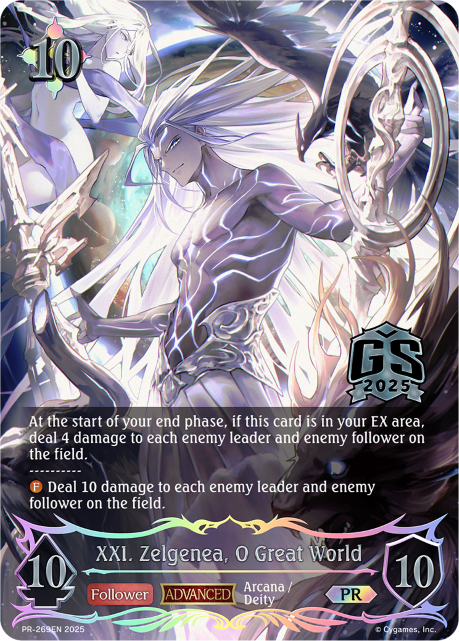 10
GS
2025
At the start of your end phase, if this card is in your EX area,
deal 4 damage to each enemy leader and enemy follower on
the field.
----------
F Deal 10 damage to each enemy leader and enemy
follower on the field.
XXI. Zelgenea, O Great World
10
10
Follower
ADVANCED
Arcana /
Deity
PR
PR-269EN 2025
© Cygames, Inc.